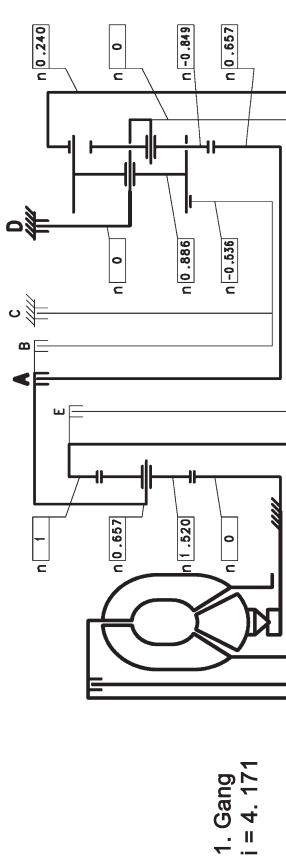 A B C D
n 1
n 0.240
E
n 0.657
n 0
n 0
n 1.520
n 0.886
n -0.849
n 0
n -0.536
n 0.657
1. Gang
i = 4. 171